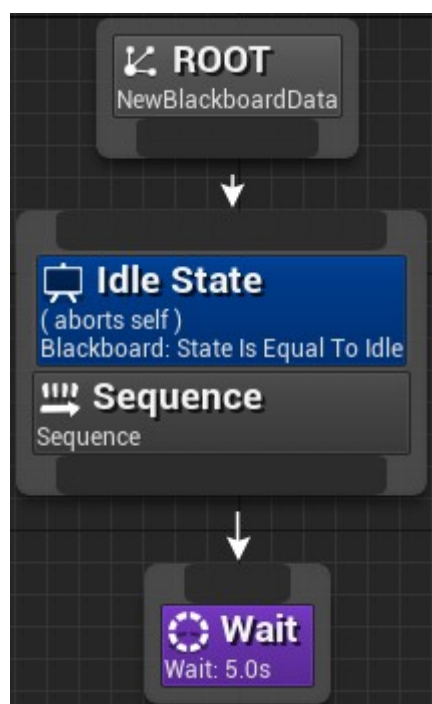 ROOT
NewBlackboardData
Idle State
( aborts self )
Blackboard: State Is Equal To Idle
Sequence
Sequence
Wait
Wait: 5.0s